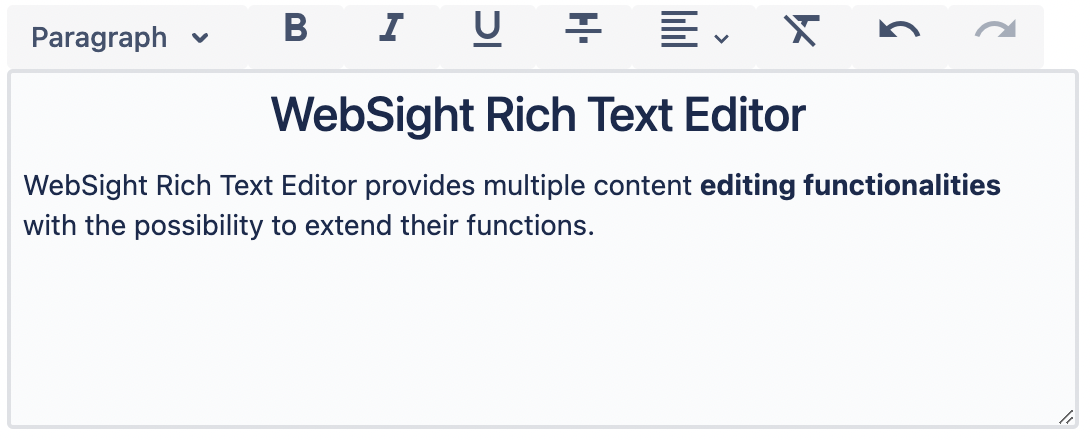 Paragraph
WebSight Rich Text Editor
WebSight Rich Text Editor provides multiple content editing functionalities
with the possibility to extend their functions.